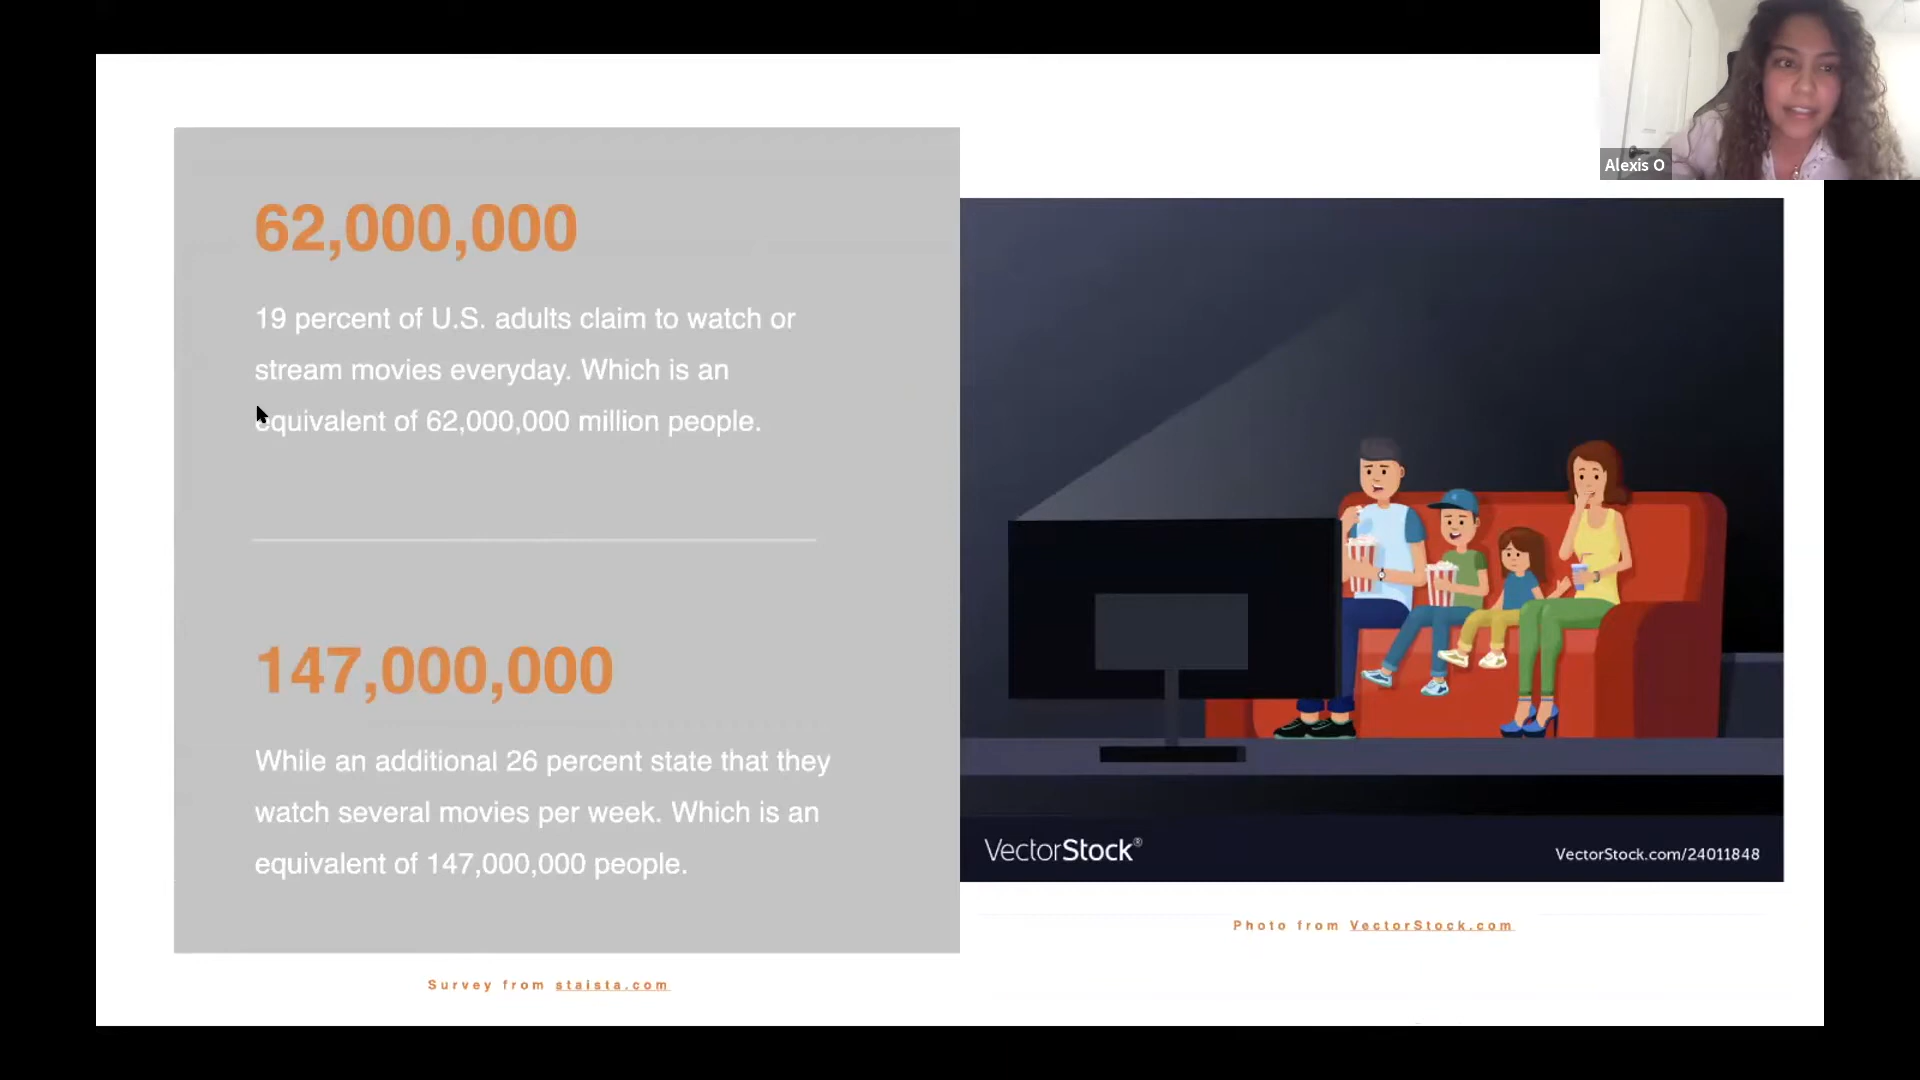 Alexis O
62,000,000
19 percent of U.S. adults claim to watch or
stream movies everyday. Which is an
equivalent of 62,000,000 million people.
147,000,000
While an additional 26 percent state that they
watch several movies per week. Which is an
equivalent of 147,000,000 people.
Survey from staista.com
VectorStock®
VectorStock.com/24011848
Photo from VectorStock.com